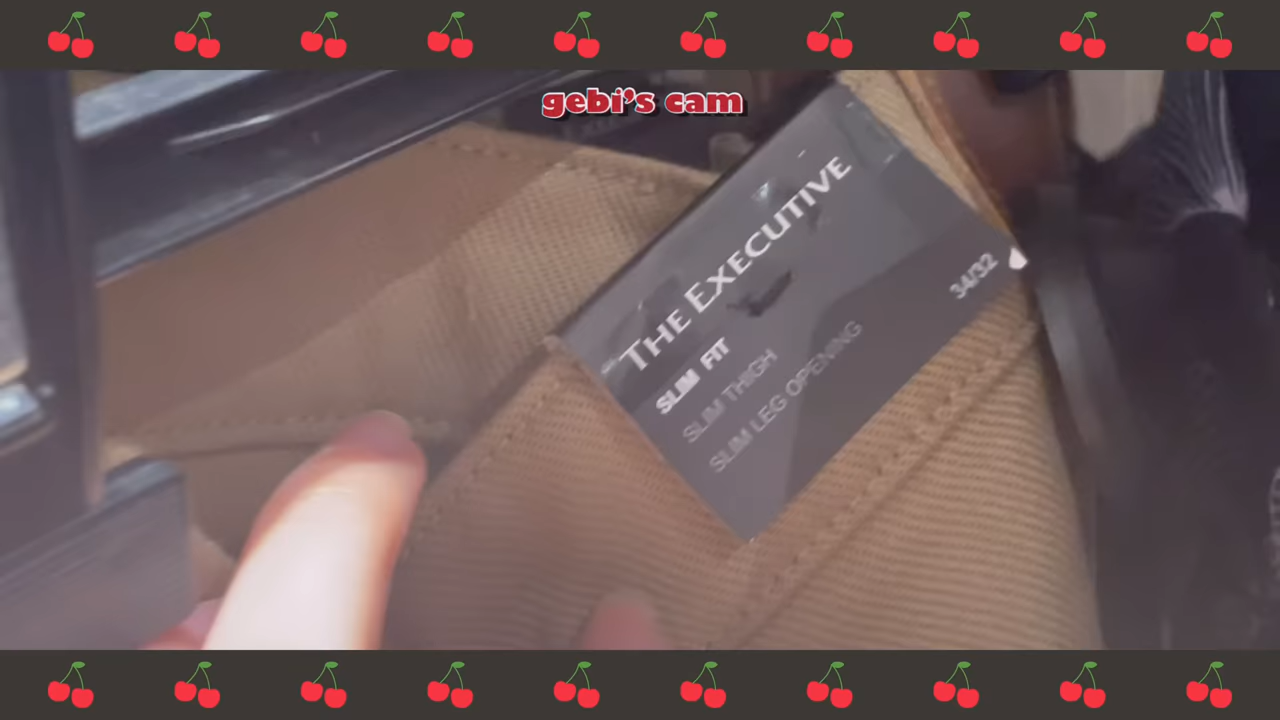 gebi's cam
THE EXECUTIVE
34/32
SLIM FIT
SLIM THIGH
SLIM LEG OPENING